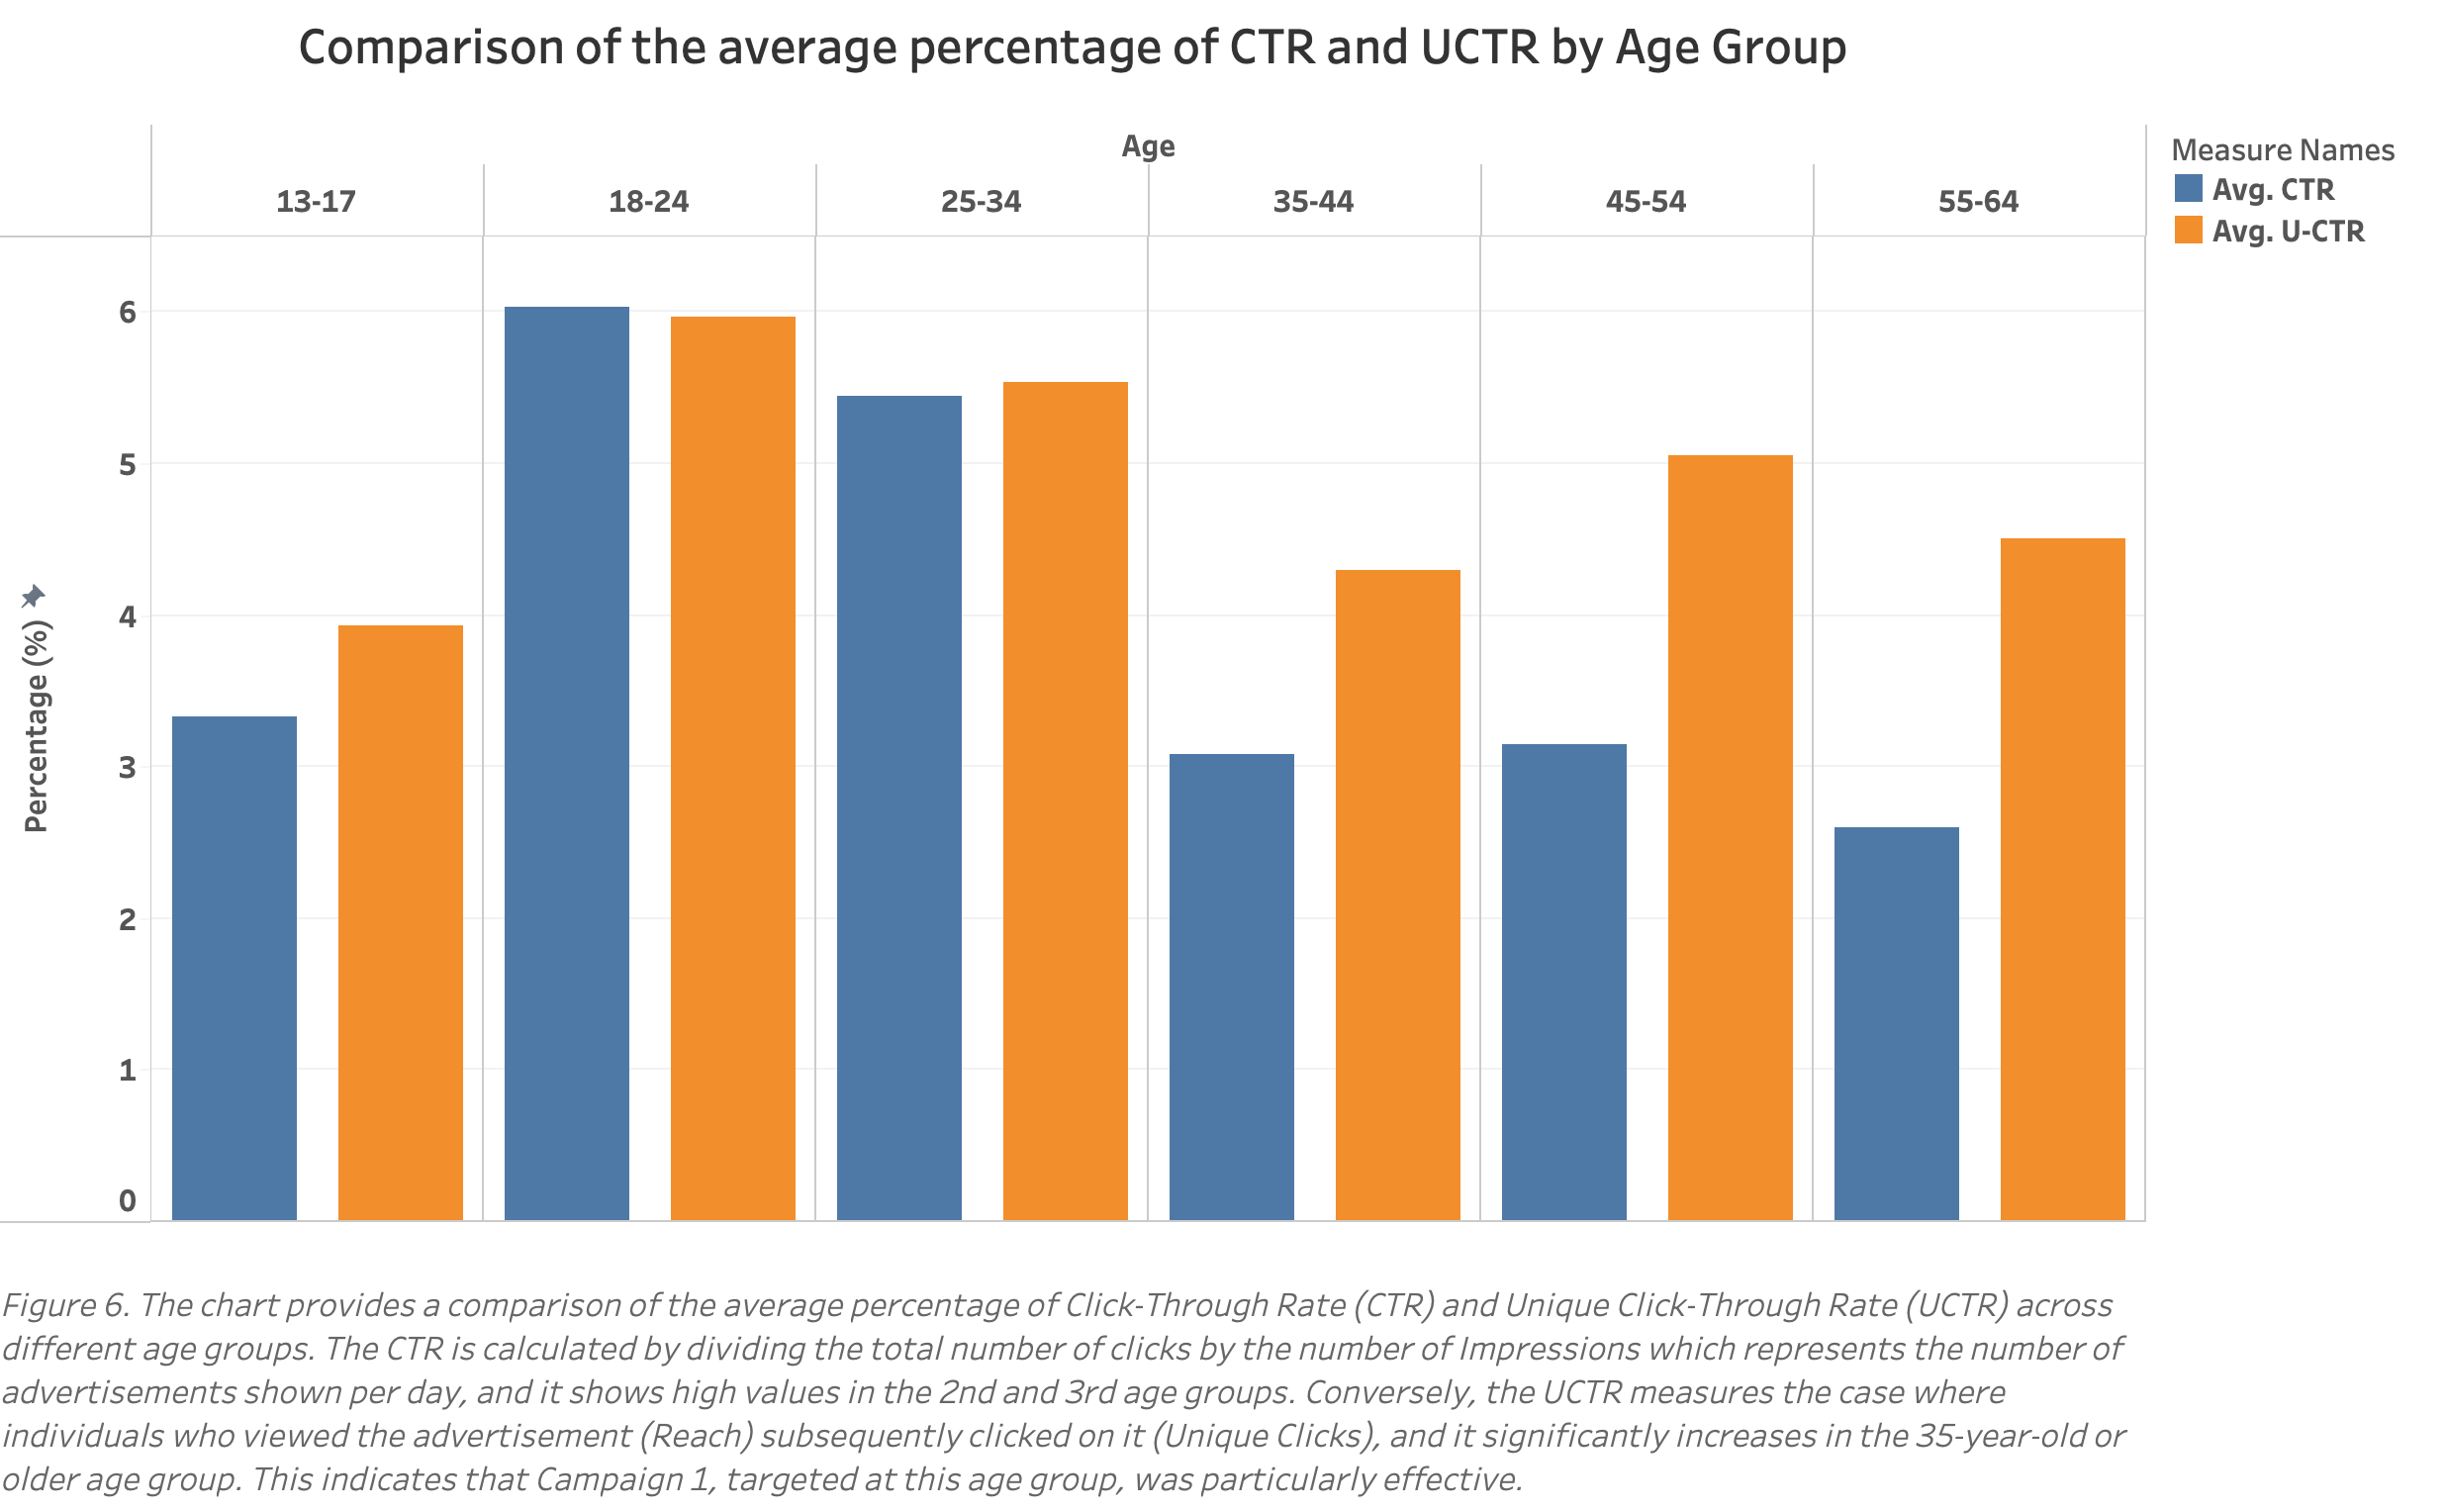 Comparison of the average percentage of CTR and UCTR by Age Group
Age
13-17 18-24 25-34 35-44 45-54 55-64
Measure Names
Avg. CTR
Avg. U-CTR
Percentage (%)
6
5
4
3
2
1
0
Figure 6. The chart provides a comparison of the average percentage of Click-Through Rate (CTR) and Unique Click-Through Rate (UCTR) across
different age groups. The CTR is calculated by dividing the total number of clicks by the number of Impressions which represents the number of
advertisements shown per day, and it shows high values in the 2nd and 3rd age groups. Conversely, the UCTR measures the case where
individuals who viewed the advertisement (Reach) subsequently clicked on it (Unique Clicks), and it significantly increases in the 35-year-old or
older age group. This indicates that Campaign 1, targeted at this age group, was particularly effective.